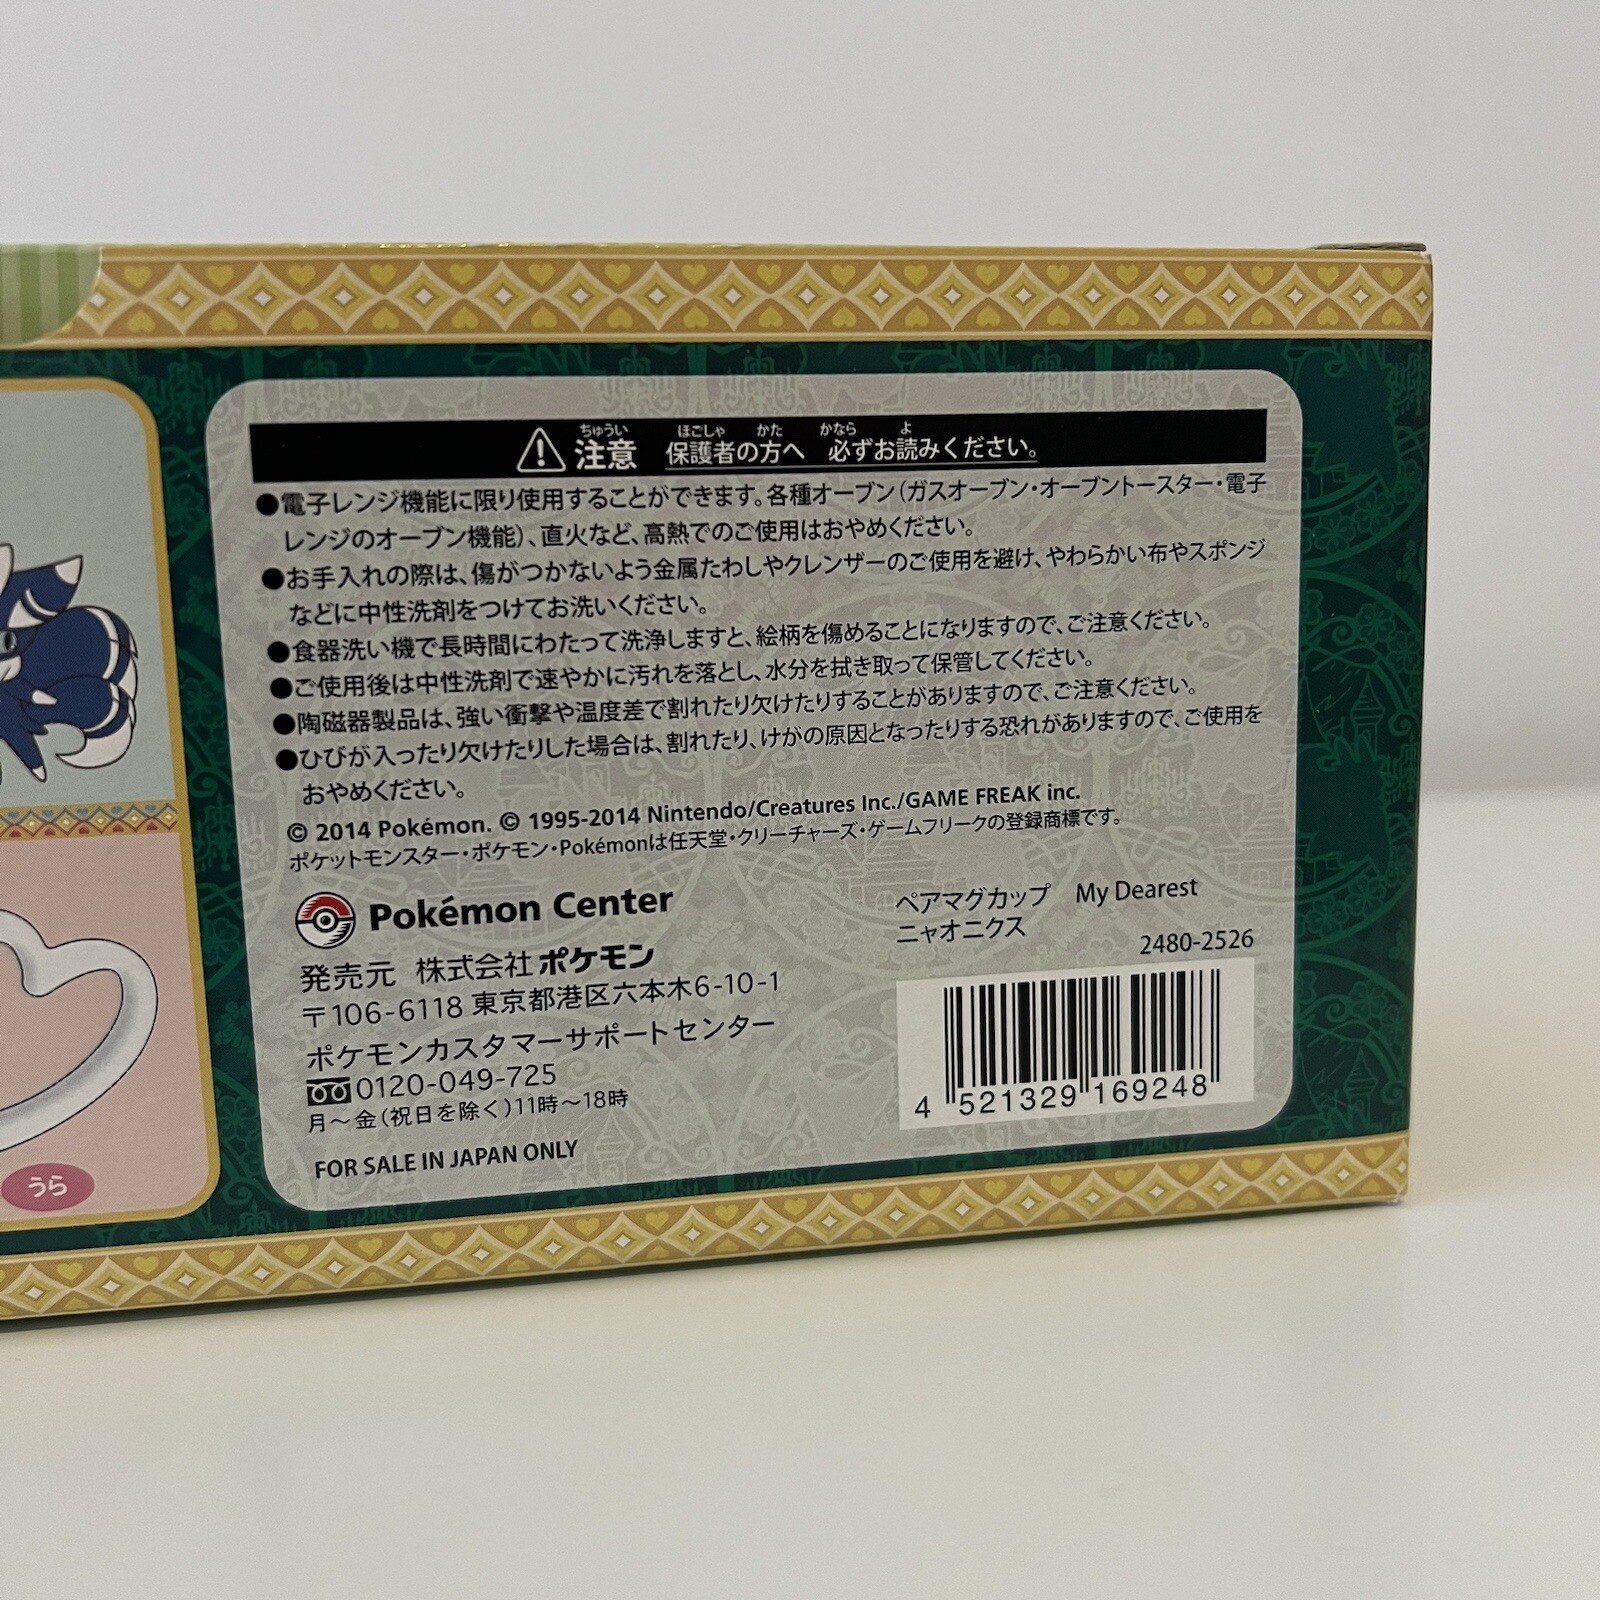 注意 保護者の方へ 必ずお読みください。
●電子レンジ機能に限り使用することができます。各種オーブン(ガスオーブン・オーブントースター・電子
レンジのオーブン機能)、直火など、高熱でのご使用はおやめください。
●お手入れの際は、傷がつかないよう金属たわしやクレンザーのご使用を避け、やわらかい布やスポンジ
などに中性洗剤をつけてお洗いください。
●食器洗い機で長時間にわたって洗浄しますと、絵柄を傷めることになりますので、ご注意ください。
●ご使用後は中性洗剤で速やかに汚れを落とし、水分を拭き取って保管してください。
●陶磁器製品は、強い衝撃や温度差で割れたり欠けたりすることがありますので、ご注意ください。
●ひびが入ったり欠けたりした場合は、割れたり、けがの原因となったりする恐れがありますので、ご使用を
おやめください。
© 2014 Pokémon. © 1995-2014 Nintendo/Creatures Inc./GAME FREAK inc.
ポケットモンスター・ポケモン・Pokémonは任天堂・クリーチャーズ・ゲームフリークの登録商標です。
Pokémon Center
発売元 株式会社ポケモン
〒106-6118 東京都港区六本木6-10-1
ポケモンカスタマーサポートセンター
0120-049-725
月～金(祝日を除く)11時～18時
FOR SALE IN JAPAN ONLY
ペアマグカップ My Dearest
ニャオニクス
2480-2526
4 521329 169248
うら